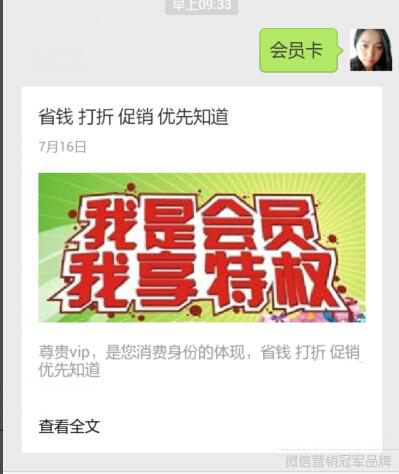 早上09:33
会员卡
省钱 打折 促销 优先知道
7月16日
我是会员
我享特权
尊贵vip，是您消费身份的体现，省钱 打折 促销
优先知道
查看全文
微信营销冠军品牌